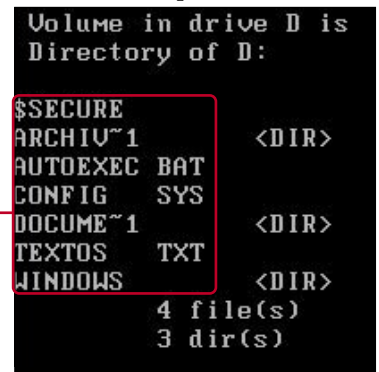 Volume in drive D is
Directory of D:
$SECURE
ARCHIV~1 <DIR>
AUTOEXEC BAT
CONFIG SYS
DOCUME~1 <DIR>
TEXTOS TXT
WINDOWS <DIR>
4 file(s)
3 dir(s)